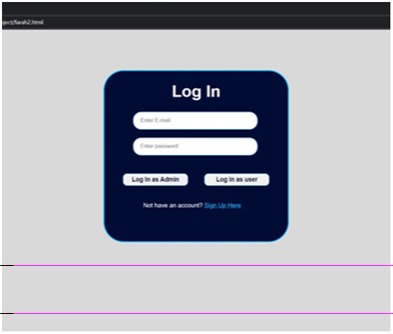 ject/farah2.html
Log In
Enter E-mail
Enter password
Log In as Admin Log In as user
Not have an account? Sign Up Here